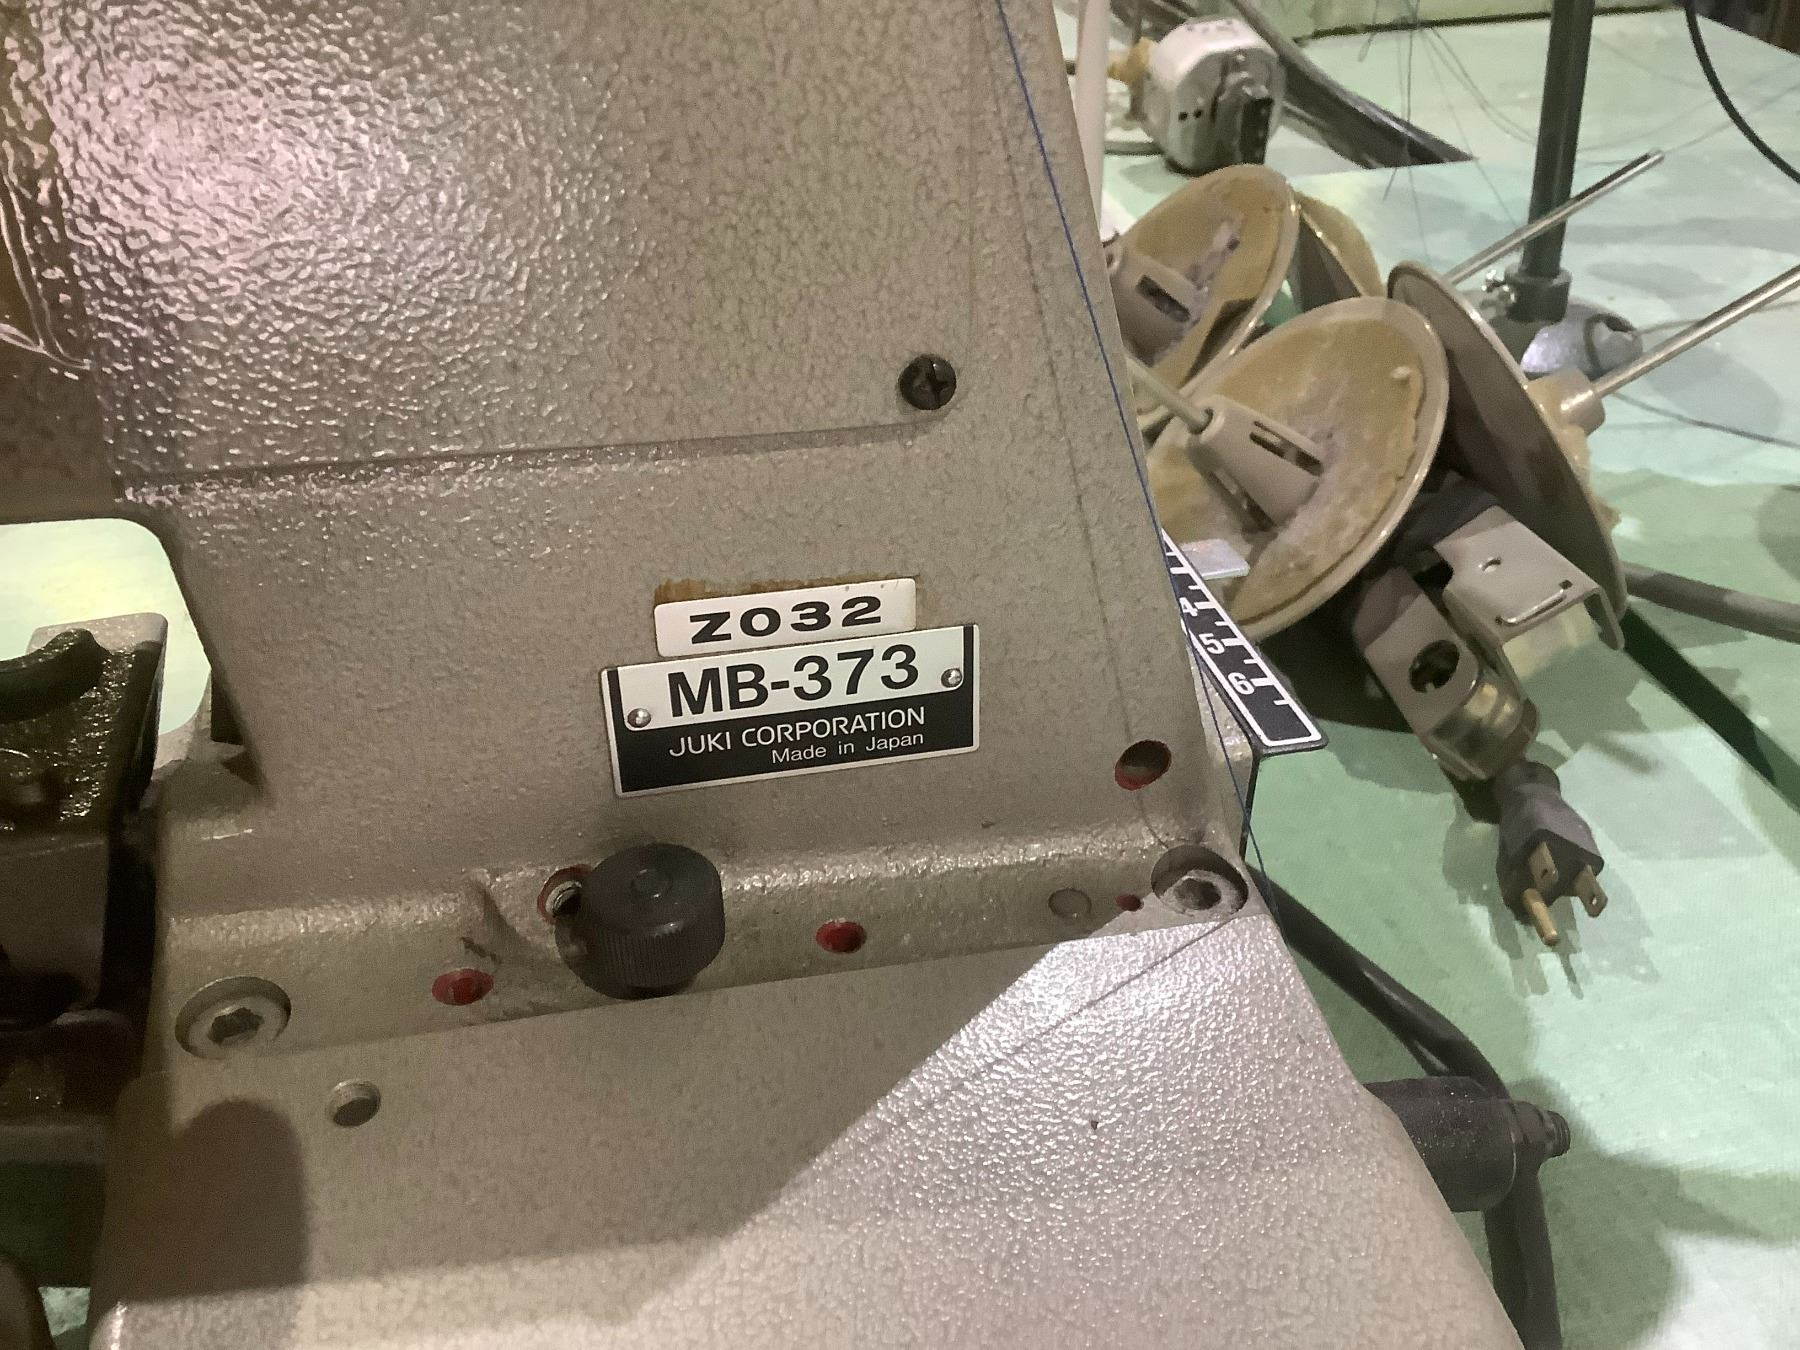 Z032
MB-373
JUKI CORPORATION
Made in Japan
4
5
6